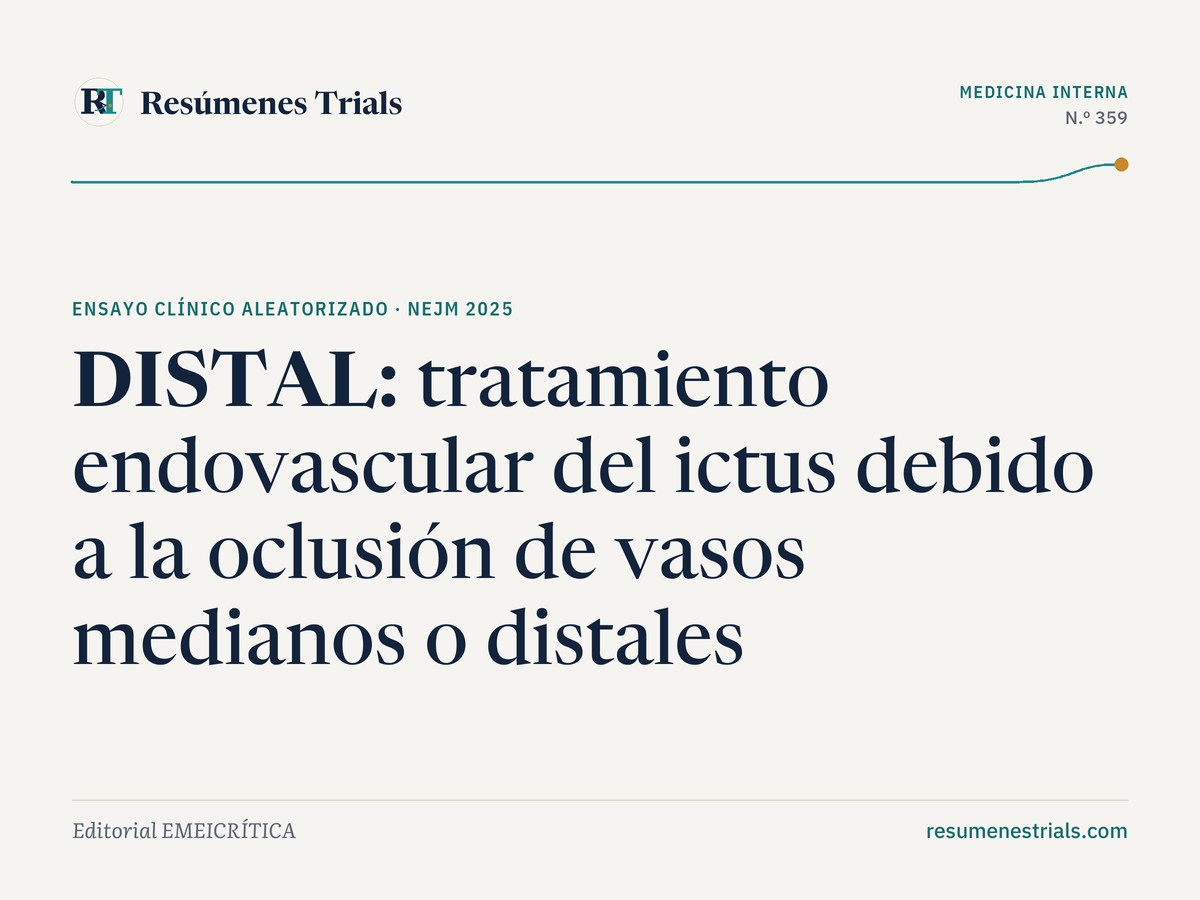 RT Resúmenes Trials
MEDICINA INTERNA
N.º 359
ENSAYO CLÍNICO ALEATORIZADO · NEJM 2025
DISTAL: tratamiento
endovascular del ictus debido
a la oclusión de vasos
medianos o distales
Editorial EMEICRÍTICA
resumenestrials.com